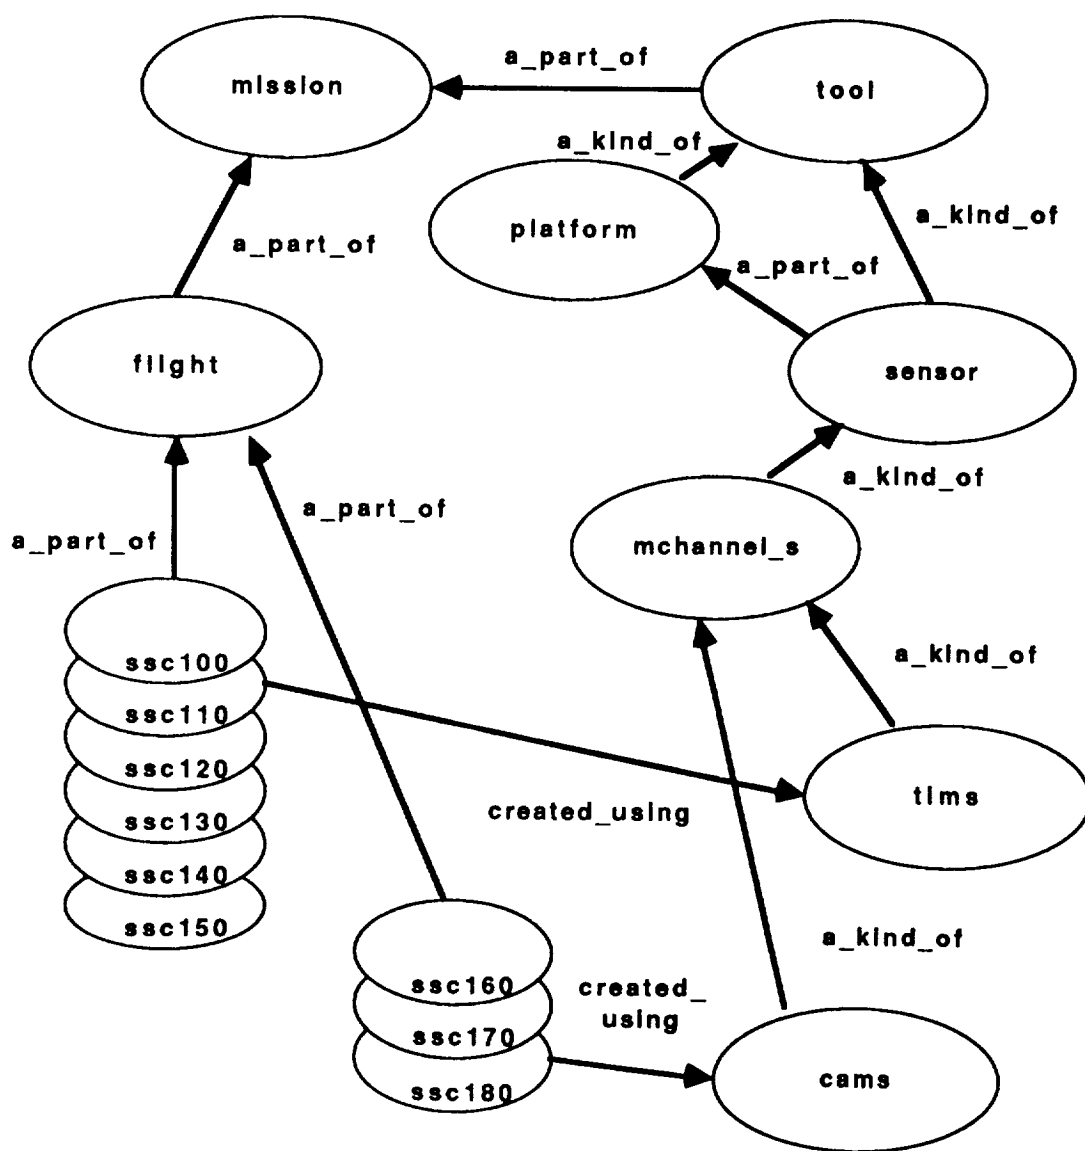 mission
a_part_of
tool
a_kind_of
platform
a_kind_of
a_part_of
a_part_of
flight
sensor
a_kind_of
a_part_of
a_part_of
mchannel_s
a_kind_of
ssc100
ssc110
ssc120
ssc130
ssc140
ssc150
created_using
tims
a_kind_of
ssc160
ssc170
ssc180
created_
using
cams